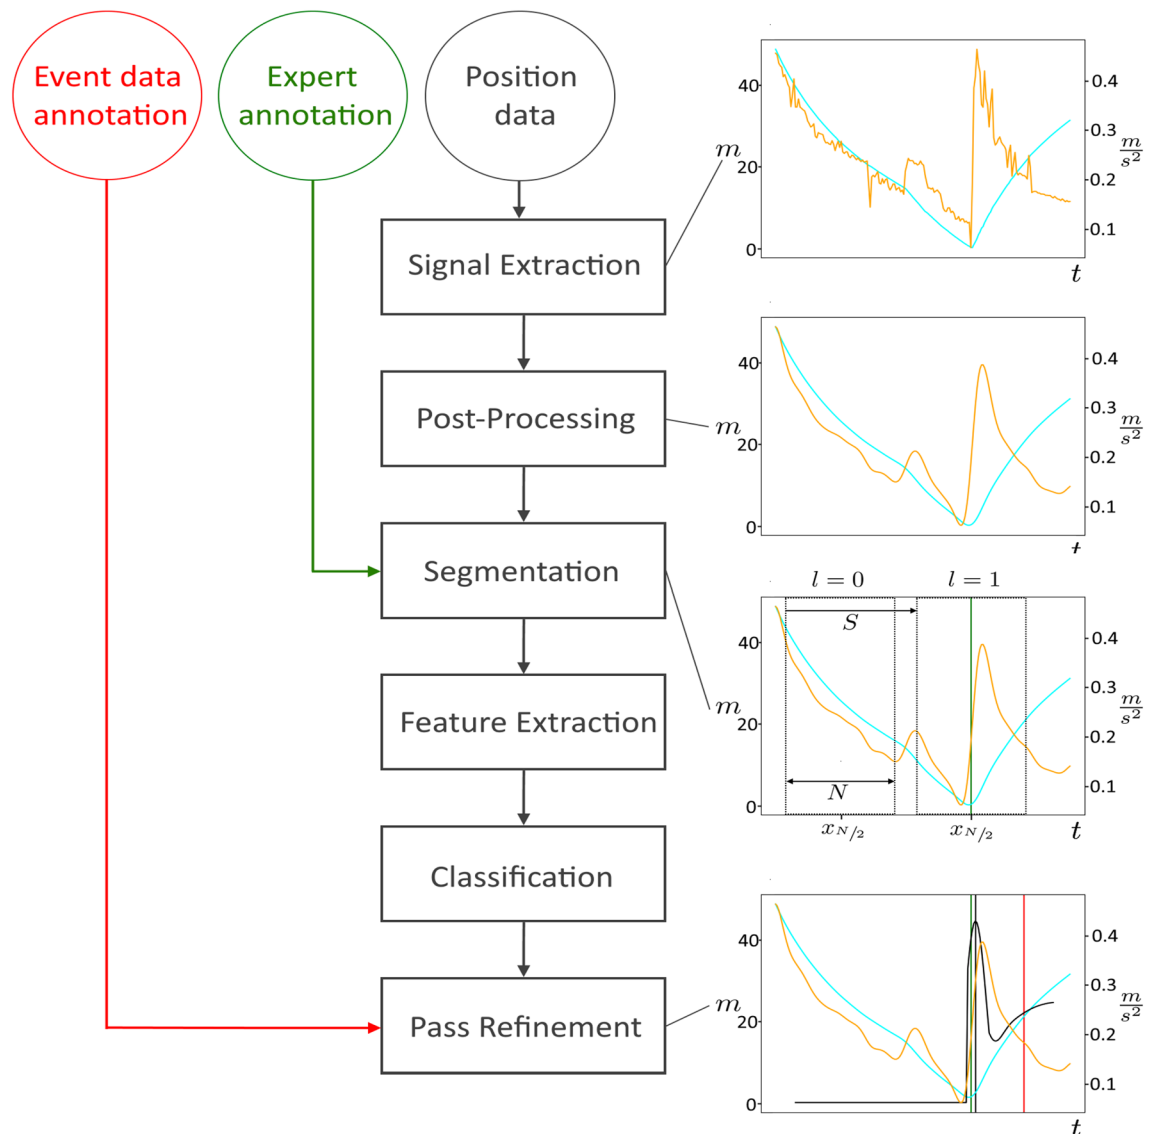 Event data
annotation
Expert
annotation
Position
data
Signal Extraction
Post-Processing
Segmentation
Feature Extraction
Classification
Pass Refinement
m
40
20
0
0.4
0.3
0.2
0.1
m
s²
t
m
40
20
0
0.4
0.3
0.2
0.1
m
s²
t
l = 0
l = 1
S
N
m
40
20
0
0.4
0.3
0.2
0.1
m
s²
x_{N/2}
x_{N/2}
t
m
40
20
0
0.4
0.3
0.2
0.1
m
s²
t